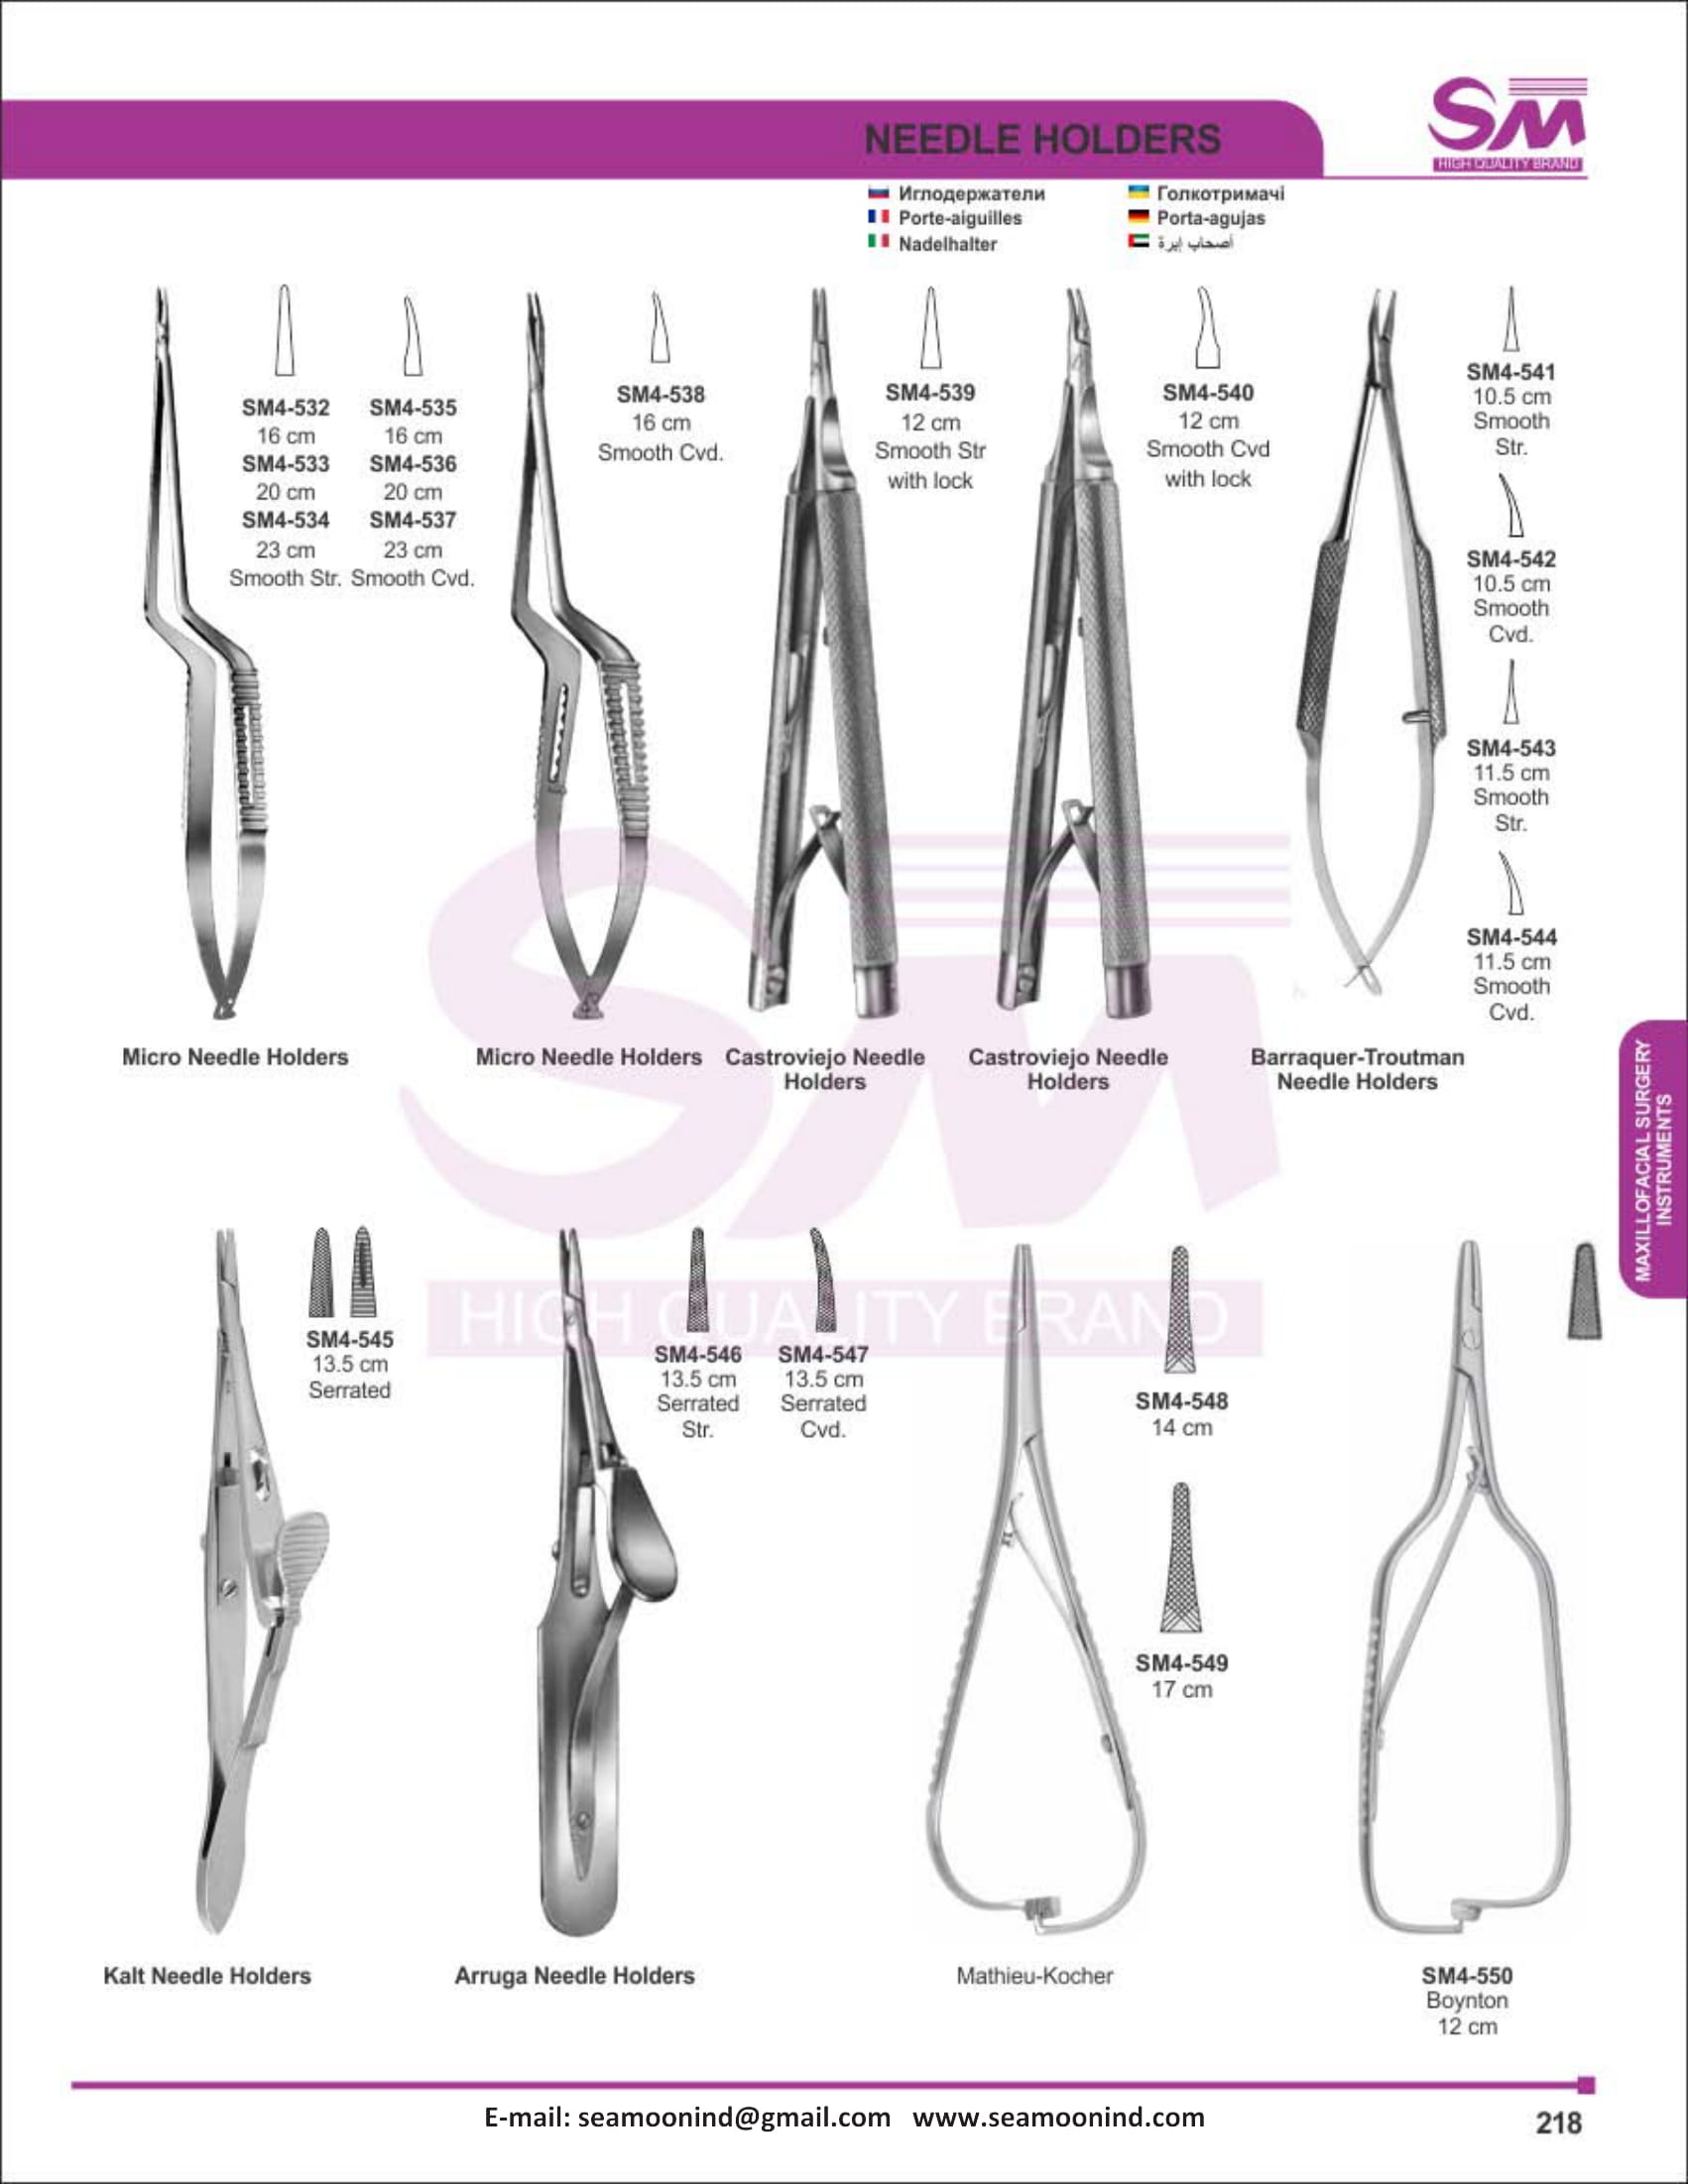 SM
HIGH QUALITY BRAND
NEEDLE HOLDERS
Иглодержатели
Porte-aiguilles
Nadelhalter
Голкотримачі
Porta-agujas
أصحاب إبرة
SM4-532
16 cm
SM4-533
20 cm
SM4-534
23 cm
Smooth Str.
SM4-535
16 cm
SM4-536
20 cm
SM4-537
23 cm
Smooth Cvd.
SM4-538
16 cm
Smooth Cvd.
SM4-539
12 cm
Smooth Str
with lock
SM4-540
12 cm
Smooth Cvd
with lock
SM4-541
10.5 cm
Smooth
Str.
SM4-542
10.5 cm
Smooth
Cvd.
SM4-543
11.5 cm
Smooth
Str.
SM4-544
11.5 cm
Smooth
Cvd.
Micro Needle Holders
Micro Needle Holders
Castroviejo Needle
Holders
Castroviejo Needle
Holders
Barraquer-Troutman
Needle Holders
MAXILLOFACIAL SURGERY
INSTRUMENTS
SM
HIGH QUALITY BRAND
SM4-545
13.5 cm
Serrated
SM4-546
13.5 cm
Serrated
Str.
SM4-547
13.5 cm
Serrated
Cvd.
SM4-548
14 cm
SM4-549
17 cm
Kalt Needle Holders
Arruga Needle Holders
Mathieu-Kocher
SM4-550
Boynton
12 cm
E-mail: seamoonind@gmail.com www.seamoonind.com
218